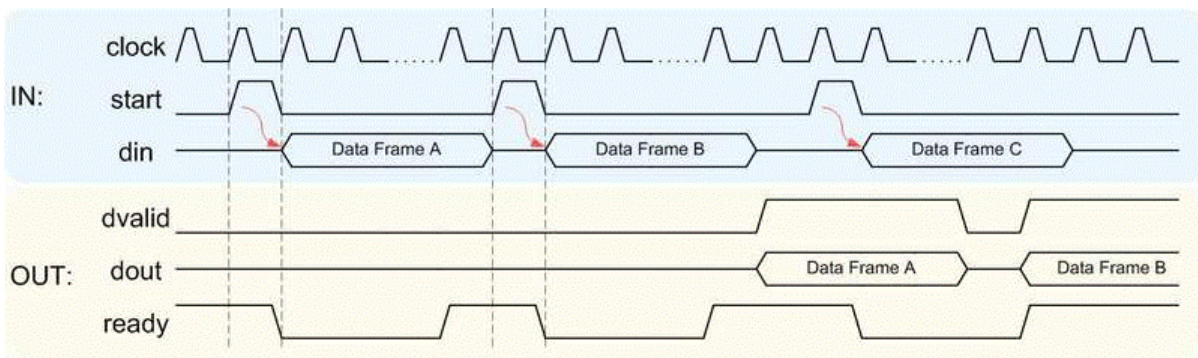 clock
IN:
start
din
Data Frame A
Data Frame B
Data Frame C
dvalid
OUT:
dout
Data Frame A
Data Frame B
ready